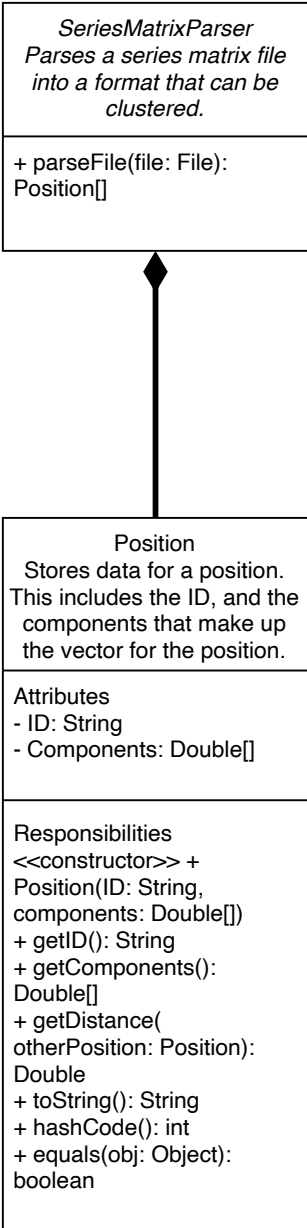 SeriesMatrixParser
Parses a series matrix file
into a format that can be
clustered.
+ parseFile(file: File):
Position[]
Position
Stores data for a position.
This includes the ID, and the
components that make up
the vector for the position.
Attributes
- ID: String
- Components: Double[]
Responsibilities
<<constructor>> +
Position(ID: String,
components: Double[])
+ getID(): String
+ getComponents():
Double[]
+ getDistance(
otherPosition: Position):
Double
+ toString(): String
+ hashCode(): int
+ equals(obj: Object):
boolean